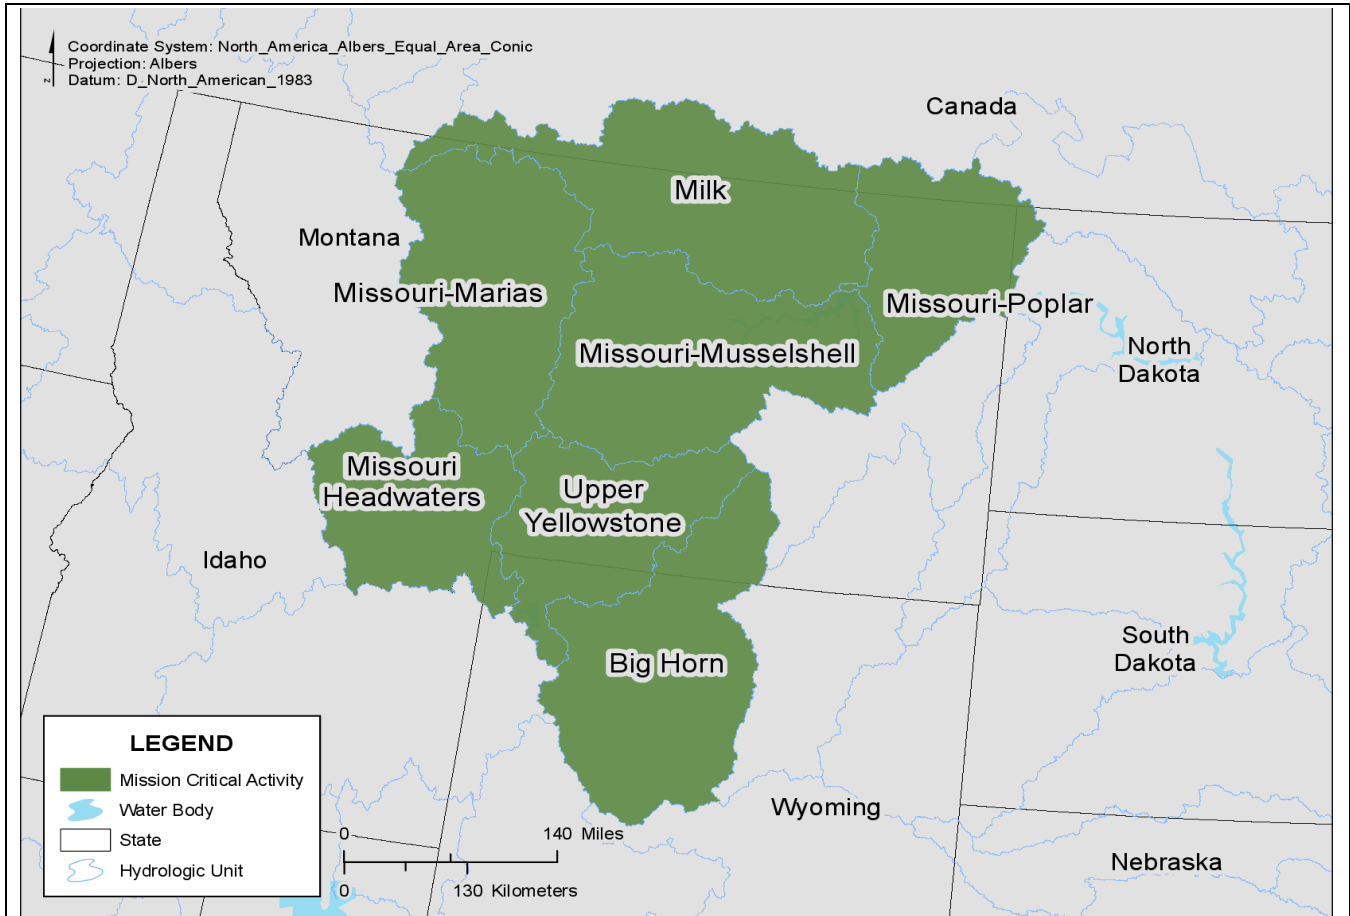 Coordinate System: North_America_Albers_Equal_Area_Conic
Projection: Albers
Datum: D_North_American_1983
z
Canada
Milk
Montana
Missouri-Marias
Missouri-Poplar
Missouri-Musselshell
North
Dakota
Missouri
Headwaters
Upper
Yellowstone
Idaho
South
Dakota
Big Horn
LEGEND
Mission Critical Activity
Water Body
State
Hydrologic Unit
0
140 Miles
0
130 Kilometers
Wyoming
Nebraska